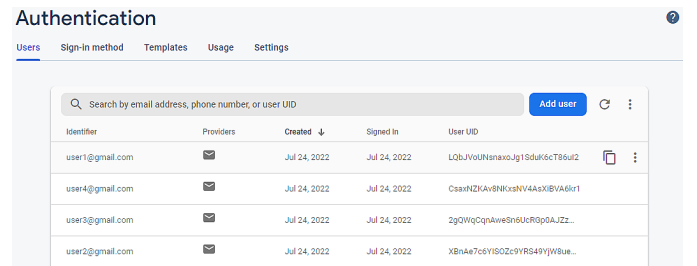 Authentication
Users Sign-in method Templates Usage Settings
Search by email address, phone number, or user UID Add user
Identifier Providers Created Signed In User UID
user1@gmail.com Jul 24, 2022 Jul 24, 2022 LQbJVoUNsnaxoJg1SduK6cT86uI2
user4@gmail.com Jul 24, 2022 Jul 24, 2022 CsaxNZKAv8NKxsNV4AsXiBVA6kr1
user3@gmail.com Jul 24, 2022 Jul 24, 2022 2gQWqCqnAweSn6UcRGp0AJZz...
user2@gmail.com Jul 24, 2022 Jul 24, 2022 XBnAe7c6YISOZc9YRS49YjW8ue...